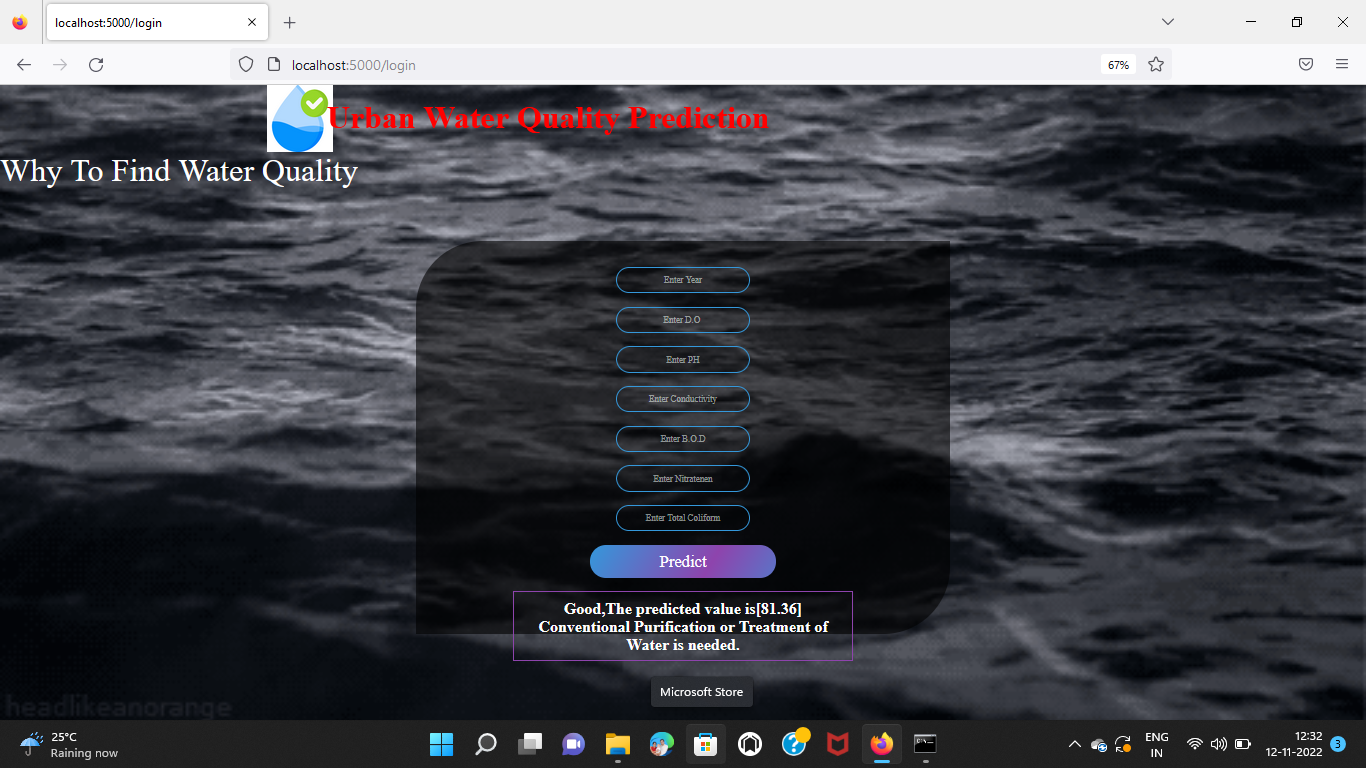 localhost:5000/login
localhost:5000/login
67%
Urban Water Quality Prediction
Why To Find Water Quality
Enter Year
Enter D.O
Enter PH
Enter Conductivity
Enter B.O.D
Enter Nitratenen
Enter Total Coliform
Predict
Good,The predicted value is[81.36]
Conventional Purification or Treatment of
Water is needed.
Microsoft Store
headlikeanorange
25°C
Raining now
ENG
IN
12:32
12-11-2022
3